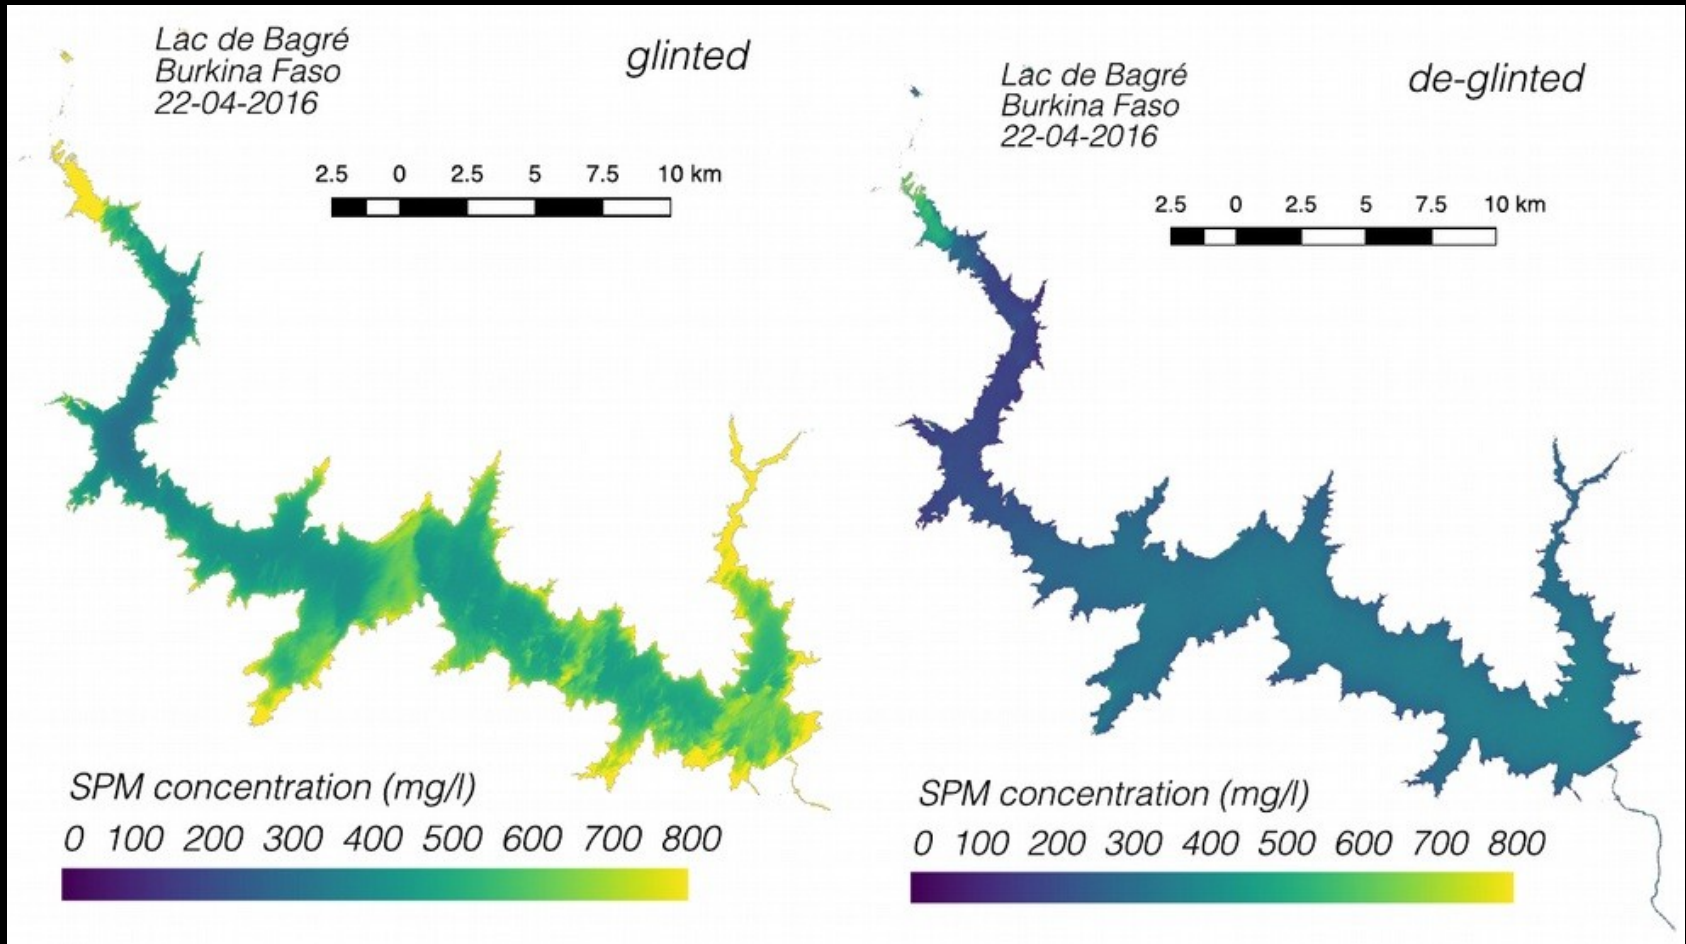 Lac de Bagré
Burkina Faso
22-04-2016
glinted
2.5 0 2.5 5 7.5 10 km
SPM concentration (mg/l)
0 100 200 300 400 500 600 700 800
Lac de Bagré
Burkina Faso
22-04-2016
de-glinted
2.5 0 2.5 5 7.5 10 km
SPM concentration (mg/l)
0 100 200 300 400 500 600 700 800